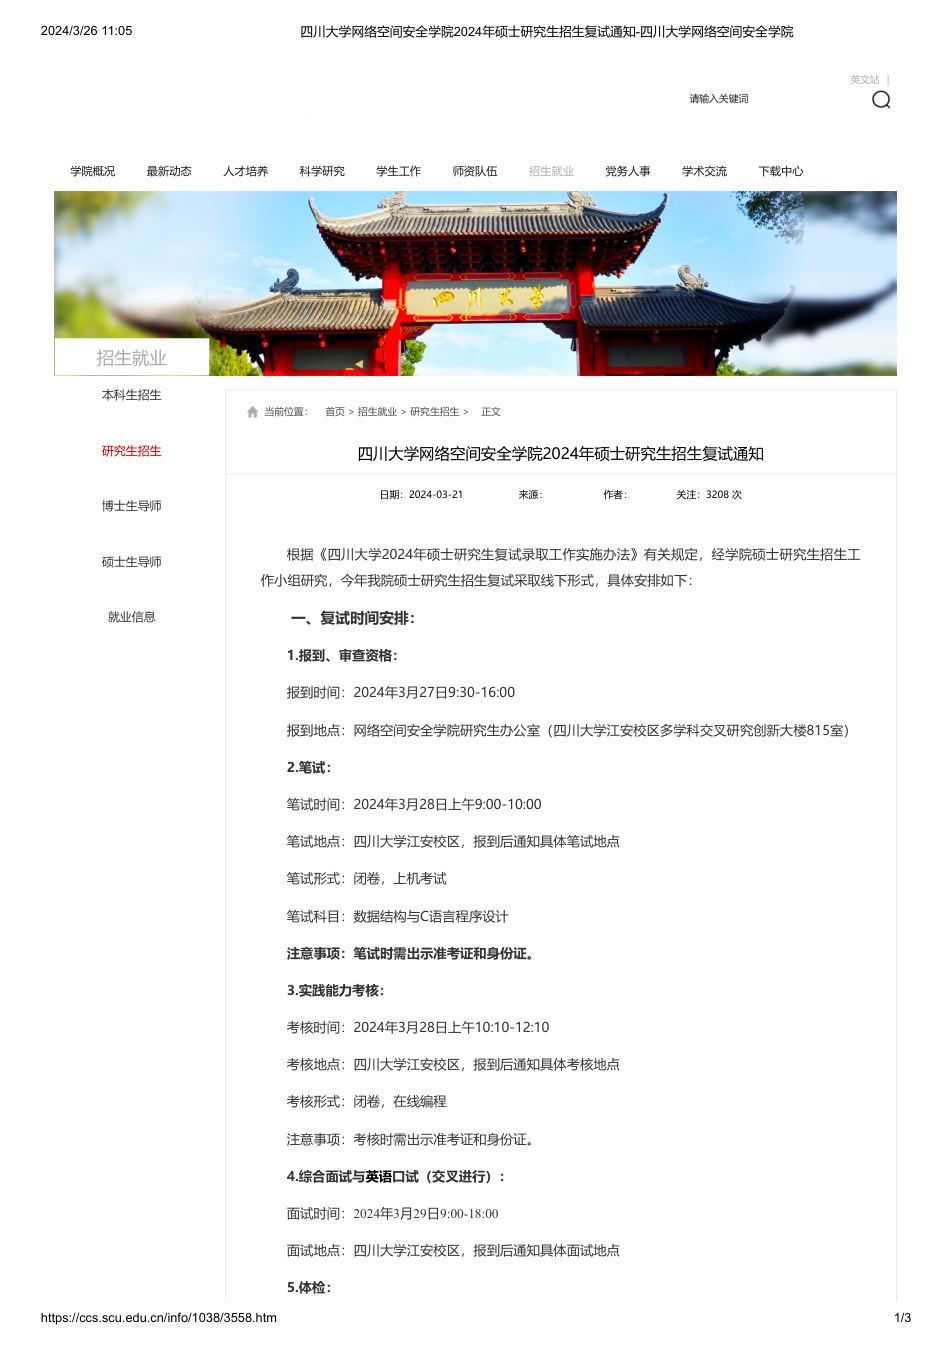 2024/3/26 11:05
四川大学网络空间安全学院2024年硕士研究生招生复试通知-四川大学网络空间安全学院
英文站 |
请输入关键词
学院概况 最新动态 人才培养 科学研究 学生工作 师资队伍 招生就业 党务人事 学术交流 下载中心
四川大学
招生就业
本科生招生
研究生招生
博士生导师
硕士生导师
就业信息
当前位置： 首页 > 招生就业 > 研究生招生 > 正文
四川大学网络空间安全学院2024年硕士研究生招生复试通知
日期：2024-03-21 来源： 作者： 关注：3208 次
根据《四川大学2024年硕士研究生复试录取工作实施办法》有关规定，经学院硕士研究生招生工
作小组研究，今年我院硕士研究生招生复试采取线下形式，具体安排如下：
一、复试时间安排：
1.报到、审查资格：
报到时间：2024年3月27日9:30-16:00
报到地点：网络空间安全学院研究生办公室（四川大学江安校区多学科交叉研究创新大楼815室）
2.笔试：
笔试时间：2024年3月28日上午9:00-10:00
笔试地点：四川大学江安校区，报到后通知具体笔试地点
笔试形式：闭卷，上机考试
笔试科目：数据结构与C语言程序设计
注意事项：笔试时需出示准考证和身份证。
3.实践能力考核：
考核时间：2024年3月28日上午10:10-12:10
考核地点：四川大学江安校区，报到后通知具体考核地点
考核形式：闭卷，在线编程
注意事项：考核时需出示准考证和身份证。
4.综合面试与英语口试（交叉进行）：
面试时间：2024年3月29日9:00-18:00
面试地点：四川大学江安校区，报到后通知具体面试地点
5.体检：
https://ccs.scu.edu.cn/info/1038/3558.htm
1/3